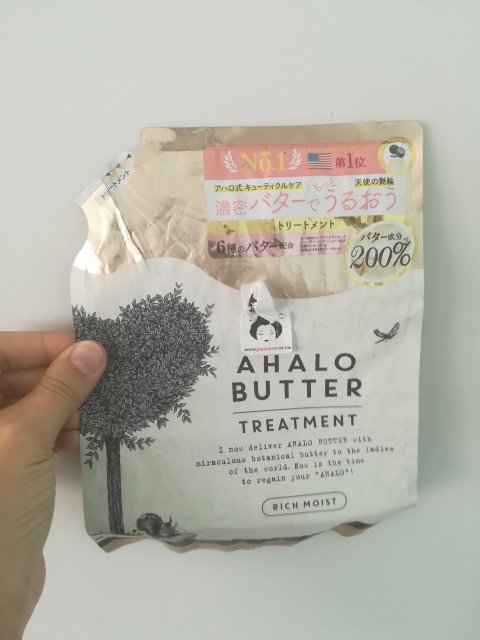 トリートメント
No.1
第1位
アハロ式 キューティクルケア
天使の艶輪
もっと
濃密バターでうるおう
トリートメント
6種のバター配合
バター成分
200%
www.japanesecos.me
AHALO
BUTTER
TREATMENT
I now deliver AHALO BUTTER with
miraculous botanical butter to the ladies
of the world. Now is the time
to regain your "AHALO"!
RICH MOIST